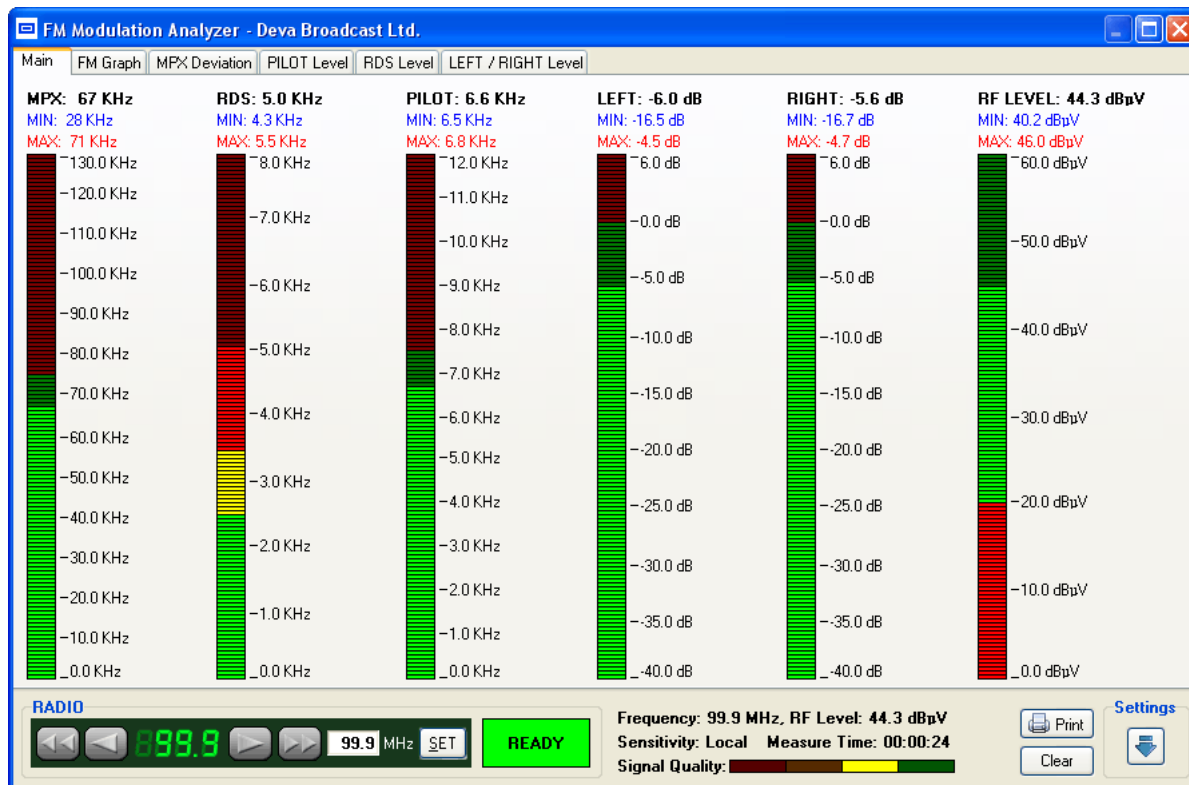 FM Modulation Analyzer - Deva Broadcast Ltd.
Main FM Graph MPX Deviation PILOT Level RDS Level LEFT / RIGHT Level
MPX: 67 KHz
MIN: 28 KHz
MAX: 71 KHz
130.0 KHz
120.0 KHz
110.0 KHz
100.0 KHz
90.0 KHz
80.0 KHz
70.0 KHz
60.0 KHz
50.0 KHz
40.0 KHz
30.0 KHz
20.0 KHz
10.0 KHz
0.0 KHz
RDS: 5.0 KHz
MIN: 4.3 KHz
MAX: 5.5 KHz
8.0 KHz
7.0 KHz
6.0 KHz
5.0 KHz
4.0 KHz
3.0 KHz
2.0 KHz
1.0 KHz
0.0 KHz
PILOT: 6.6 KHz
MIN: 6.5 KHz
MAX: 6.8 KHz
12.0 KHz
11.0 KHz
10.0 KHz
9.0 KHz
8.0 KHz
7.0 KHz
6.0 KHz
5.0 KHz
4.0 KHz
3.0 KHz
2.0 KHz
1.0 KHz
0.0 KHz
LEFT: -6.0 dB
MIN: -16.5 dB
MAX: -4.5 dB
6.0 dB
0.0 dB
-5.0 dB
-10.0 dB
-15.0 dB
-20.0 dB
-25.0 dB
-30.0 dB
-35.0 dB
-40.0 dB
RIGHT: -5.6 dB
MIN: -16.7 dB
MAX: -4.7 dB
6.0 dB
0.0 dB
-5.0 dB
-10.0 dB
-15.0 dB
-20.0 dB
-25.0 dB
-30.0 dB
-35.0 dB
-40.0 dB
RF LEVEL: 44.3 dBµV
MIN: 40.2 dBµV
MAX: 46.0 dBµV
60.0 dBµV
50.0 dBµV
40.0 dBµV
30.0 dBµV
20.0 dBµV
10.0 dBµV
0.0 dBµV
RADIO
99.9 99.9 MHz SET READY
Frequency: 99.9 MHz, RF Level: 44.3 dBµV
Sensitivity: Local Measure Time: 00:00:24
Signal Quality:
Print
Clear
Settings